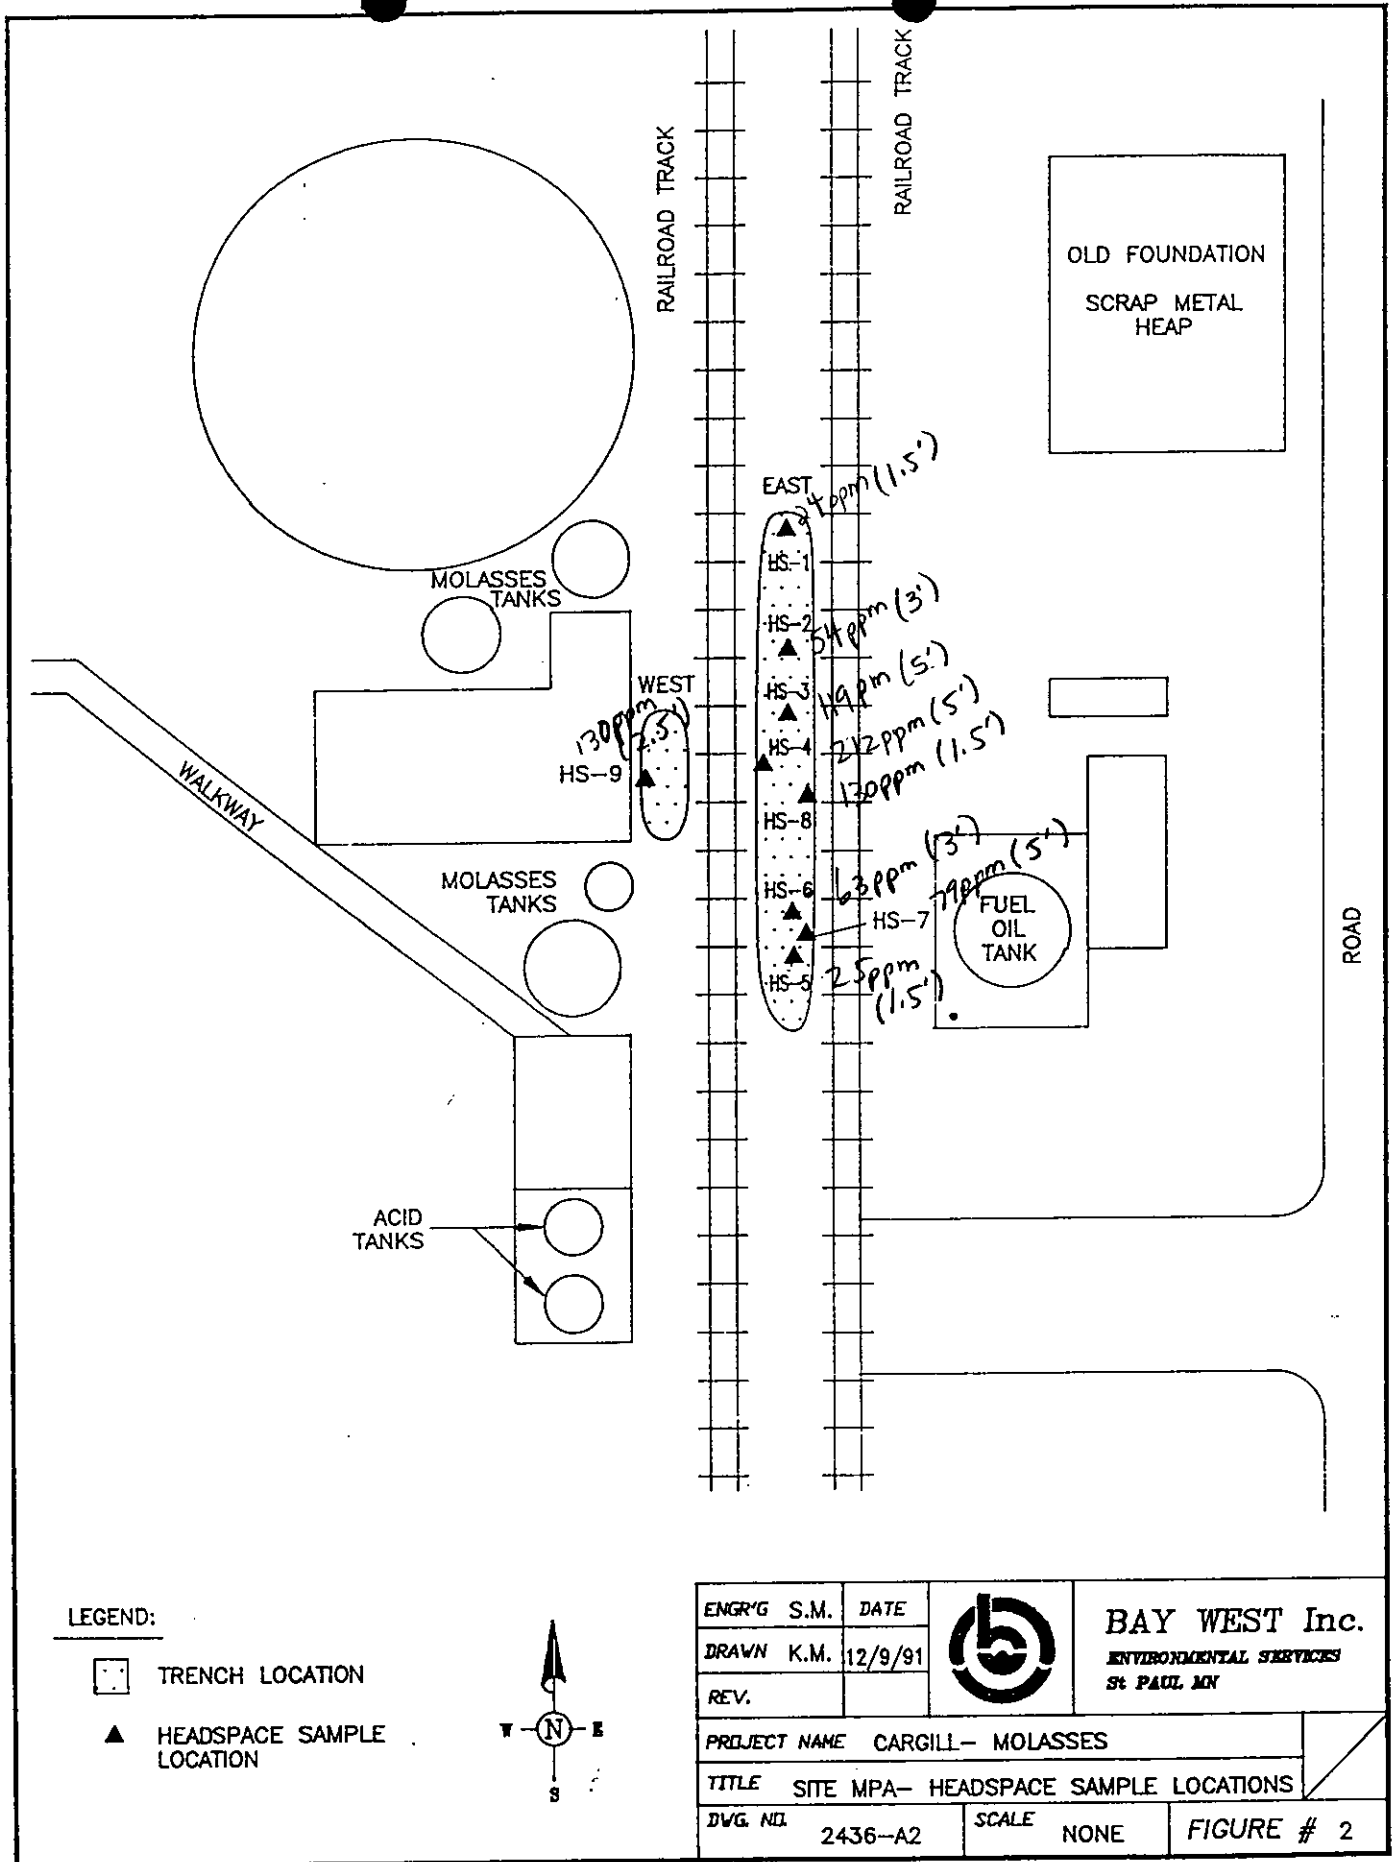 RAILROAD TRACK
RAILROAD TRACK
OLD FOUNDATION
SCRAP METAL
HEAP
EAST
24ppm (1.5')
HS-1
MOLASSES
TANKS
HS-2
54ppm (3')
WEST
HS-3
119pm (5')
130ppm
(2.5')
HS-4
212ppm (5')
HS-9
130ppm (1.5')
WALKWAY
HS-8
MOLASSES
TANKS
HS-6
63ppm (3')
79ppm (5')
HS-7
FUEL
OIL
TANK
ROAD
HS-5
25ppm
(1.5')
ACID
TANKS
LEGEND:
TRENCH LOCATION
HEADSPACE SAMPLE
LOCATION
N
W
E
S
ENGR'G S.M. DATE
DRAWN K.M. 12/9/91
REV.
BAY WEST Inc.
ENVIRONMENTAL SERVICES
St PAUL MN
PROJECT NAME CARGILL- MOLASSES
TITLE SITE MPA- HEADSPACE SAMPLE LOCATIONS
DWG. NO. 2436-A2 SCALE NONE FIGURE # 2